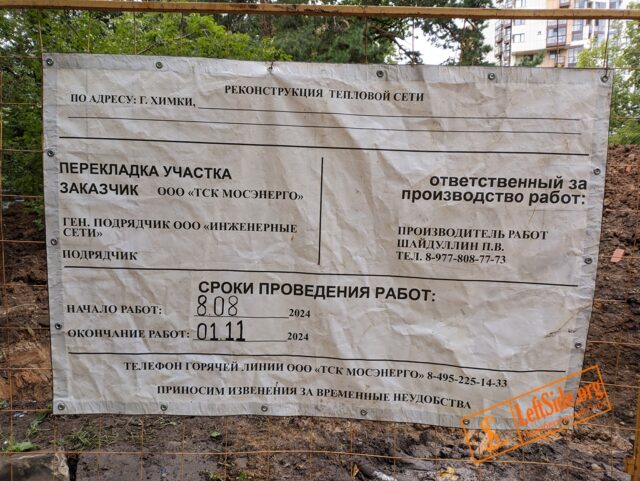 РЕКОНСТРУКЦИЯ ТЕПЛОВОЙ СЕТИ
ПО АДРЕСУ: Г. ХИМКИ,
ПЕРЕКЛАДКА УЧАСТКА
ЗАКАЗЧИК ООО «ТСК МОСЭНЕРГО»
ГЕН. ПОДРЯДЧИК ООО «ИНЖЕНЕРНЫЕ
СЕТИ»
ПОДРЯДЧИК
ответственный за
производство работ:
ПРОИЗВОДИТЕЛЬ РАБОТ
ШАЙДУЛЛИН П.В.
ТЕЛ. 8-977-808-77-73
СРОКИ ПРОВЕДЕНИЯ РАБОТ:
НАЧАЛО РАБОТ: 8.08 2024
ОКОНЧАНИЕ РАБОТ: 01.11 2024
ТЕЛЕФОН ГОРЯЧЕЙ ЛИНИИ ООО «ТСК МОСЭНЕРГО» 8-495-225-14-33
ПРИНОСИМ ИЗВЕНЕНИЯ ЗА ВРЕМЕННЫЕ НЕУДОБСТВА
LeftSide.org